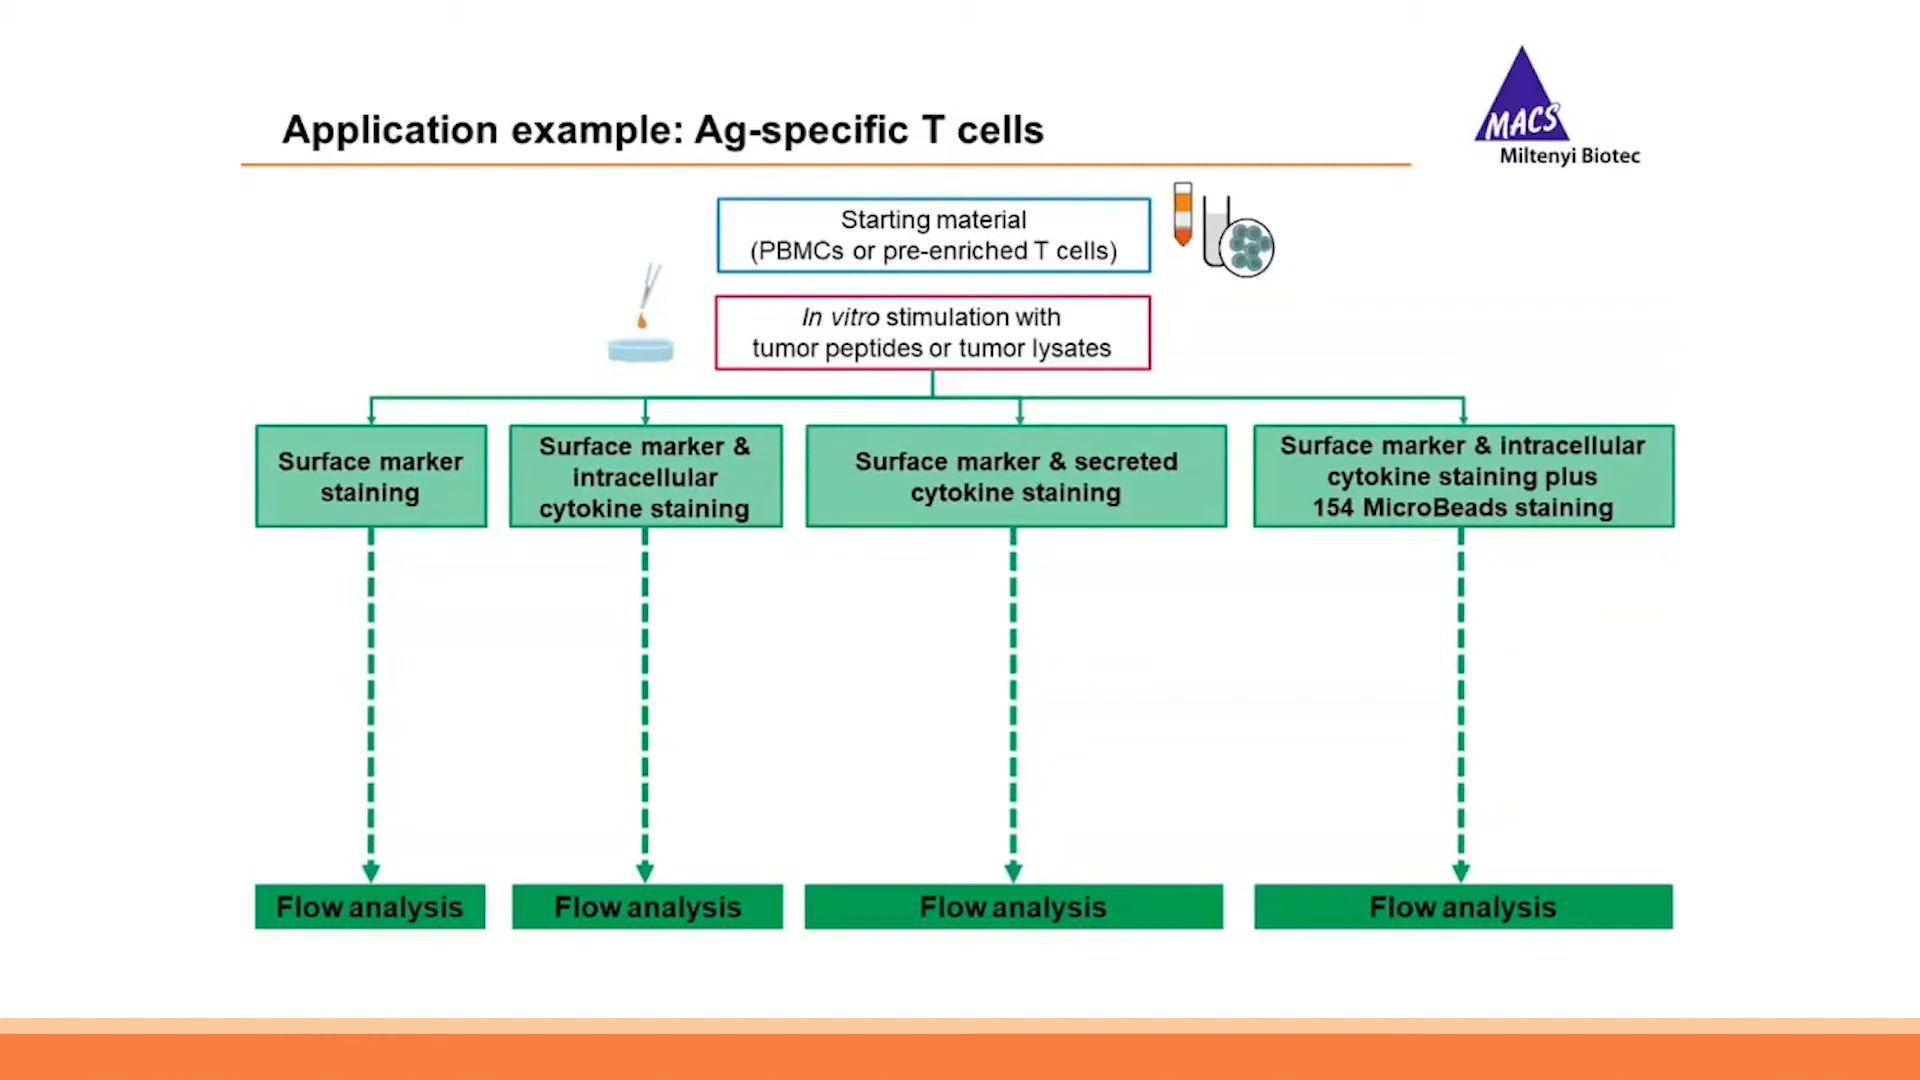 Application example: Ag-specific T cells
MACS
Miltenyi Biotec
Starting material
(PBMCs or pre-enriched T cells)
In vitro stimulation with
tumor peptides or tumor lysates
Surface marker
staining
Surface marker &
intracellular
cytokine staining
Surface marker & secreted
cytokine staining
Surface marker & intracellular
cytokine staining plus
154 MicroBeads staining
Flow analysis
Flow analysis
Flow analysis
Flow analysis